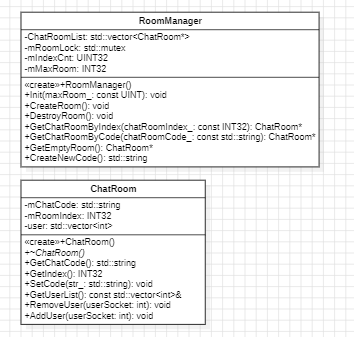 RoomManager
-ChatRoomList: std::vector<ChatRoom*>
-mRoomLock: std::mutex
-mIndexCnt: UINT32
-mMaxRoom: INT32
«create»+RoomManager()
+Init(maxRoom_: const UINT): void
+CreateRoom(): void
+DestroyRoom(): void
+GetChatRoomByIndex(chatRoomIndex_: const INT32): ChatRoom*
+GetChatRoomByCode(chatRoomCode_: const std::string): ChatRoom*
+GetEmptyRoom(): ChatRoom*
+CreateNewCode(): std::string
ChatRoom
-mChatCode: std::string
-mRoomIndex: INT32
-user: std::vector<int>
«create»+ChatRoom()
+~ChatRoom()
+GetChatCode(): std::string
+GetIndex(): INT32
+SetCode(str_: std::string): void
+GetUserList(): const std::vector<int>&
+RemoveUser(userSocket: int): void
+AddUser(userSocket: int): void